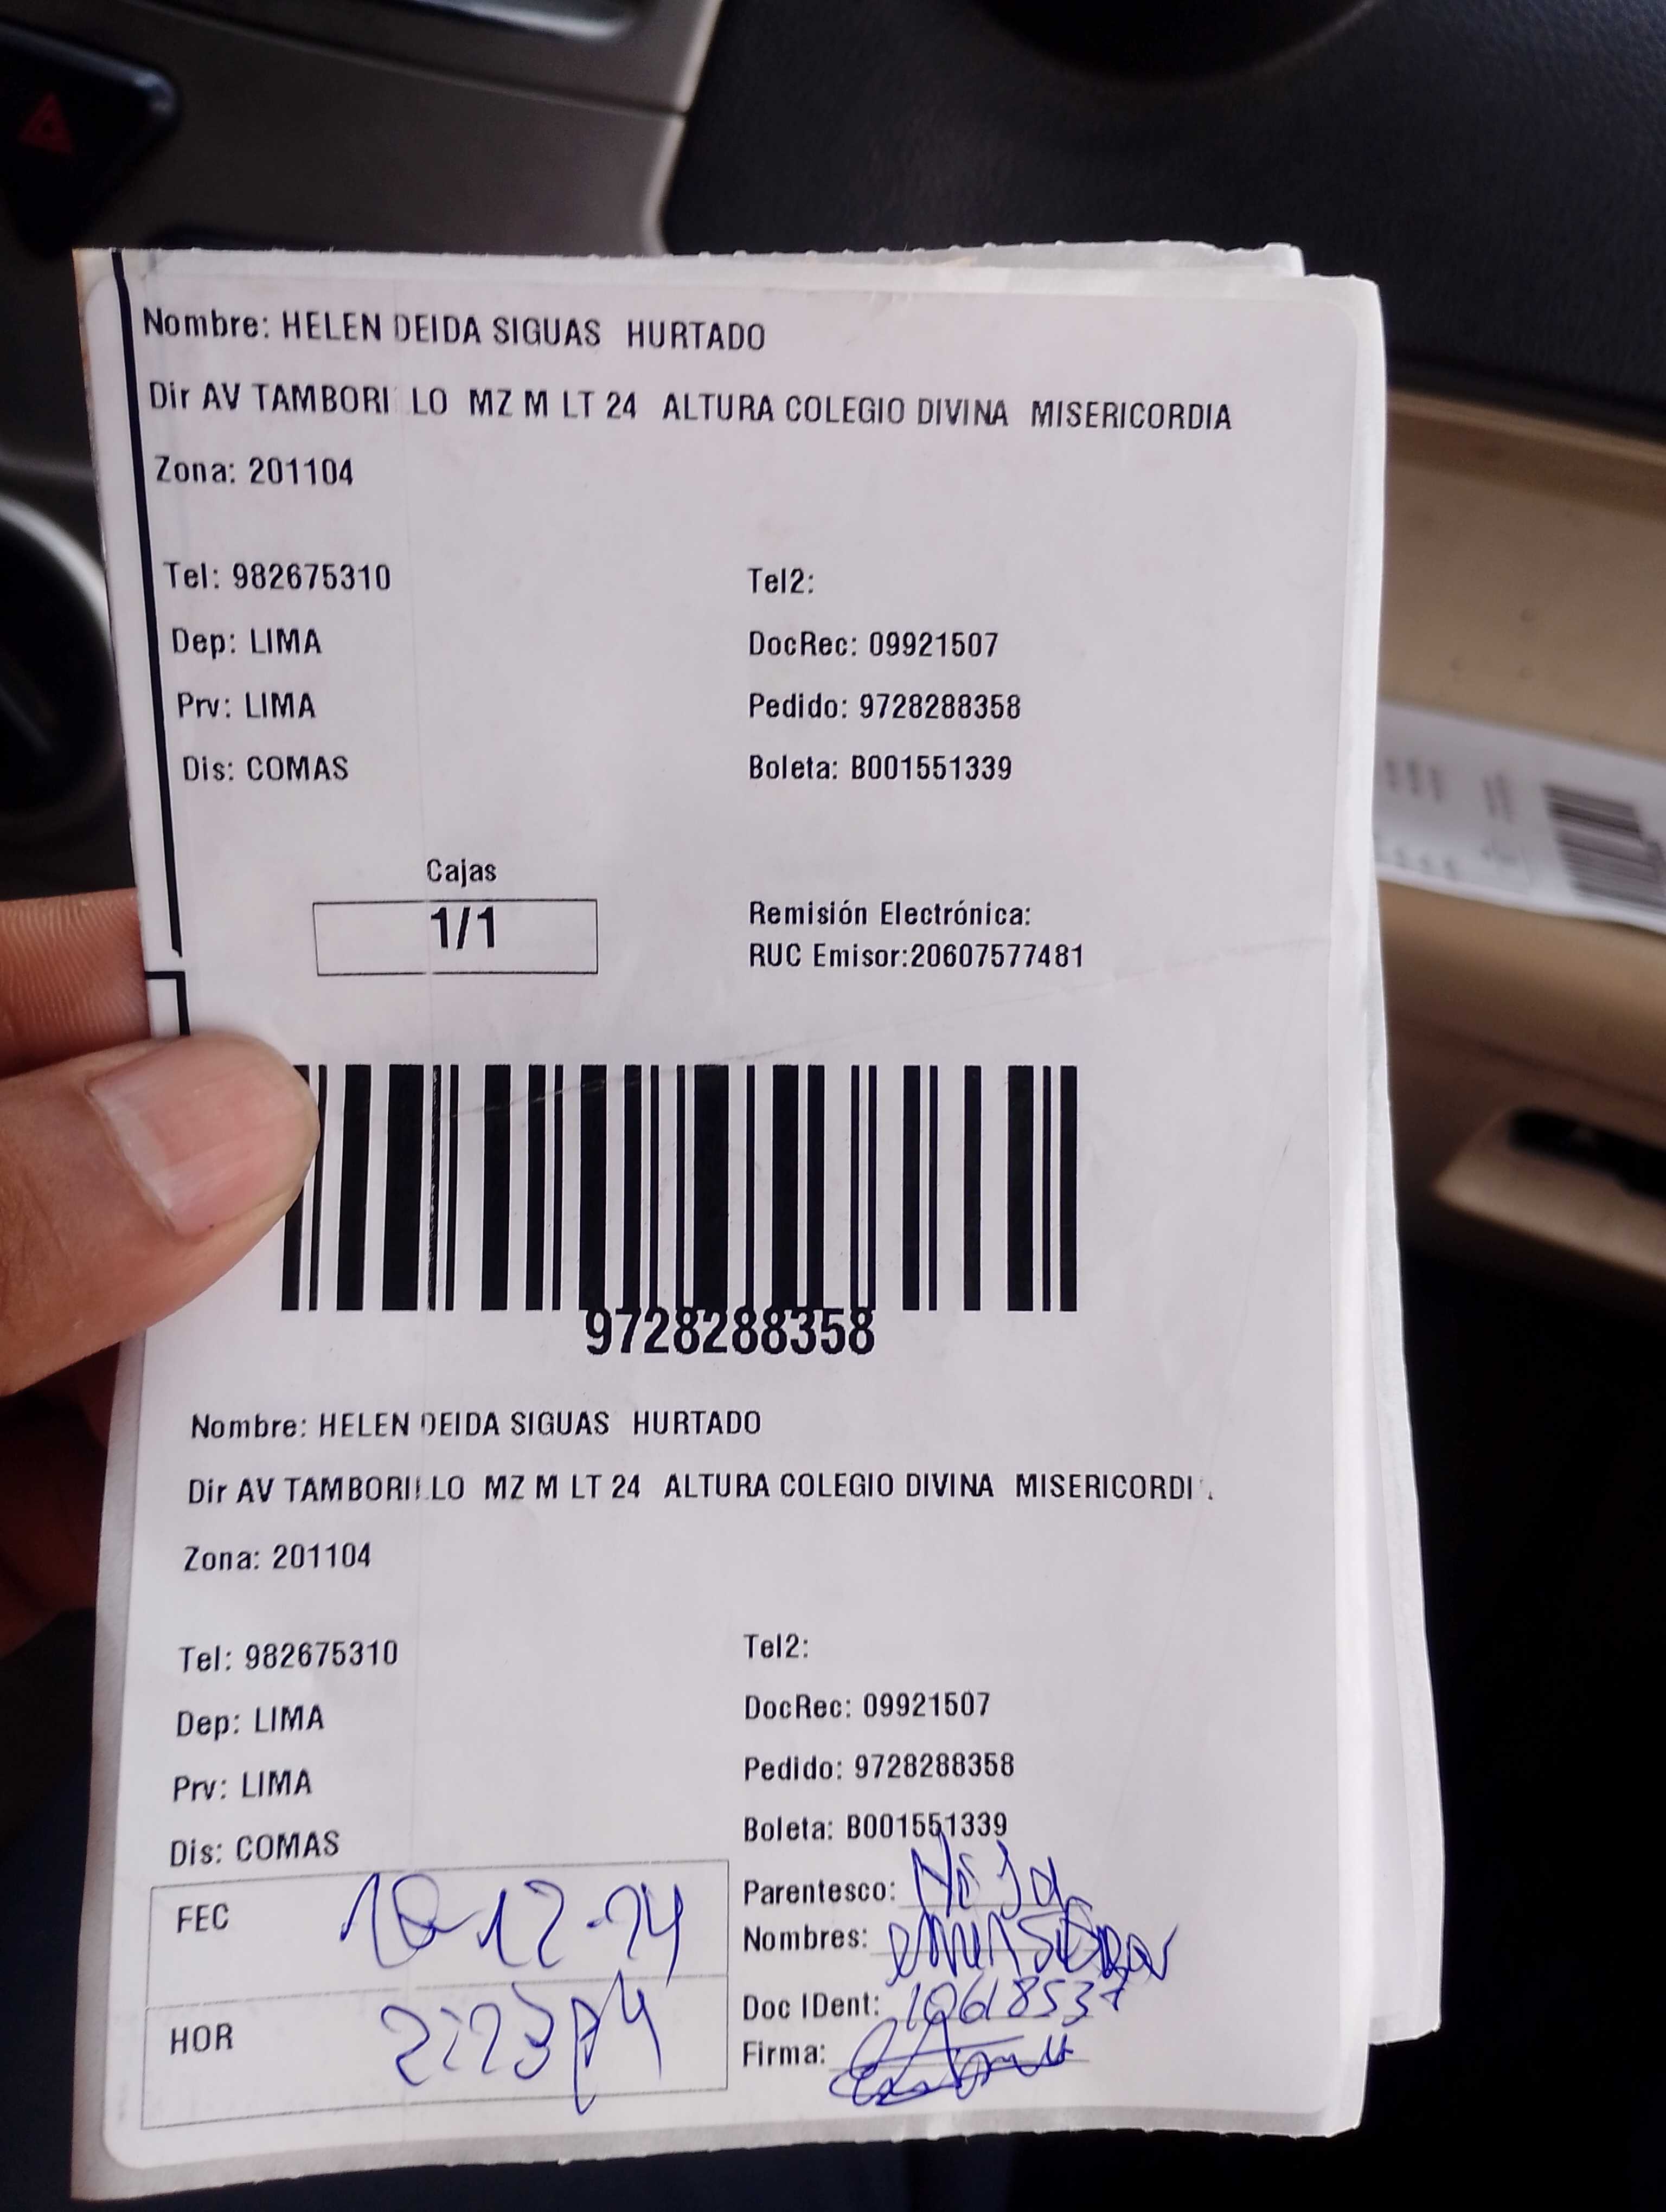 Nombre: HELEN DEIDA SIGUAS HURTADO
Dir AV TAMBORILLO MZ M LT 24 ALTURA COLEGIO DIVINA MISERICORDIA
Zona: 201104
Tel: 982675310 Tel2:
Dep: LIMA DocRec: 09921507
Prv: LIMA Pedido: 9728288358
Dis: COMAS Boleta: B001551339
Cajas
1/1
Remisión Electrónica:
RUC Emisor:20607577481
9728288358
Nombre: HELEN DEIDA SIGUAS HURTADO
Dir AV TAMBORILLO MZ M LT 24 ALTURA COLEGIO DIVINA MISERICORDI
Zona: 201104
Tel: 982675310 Tel2:
Dep: LIMA DocRec: 09921507
Prv: LIMA Pedido: 9728288358
Dis: COMAS Boleta: B001551339
FEC
HOR
Parentesco:
Nombres:
Doc IDent:
Firma: